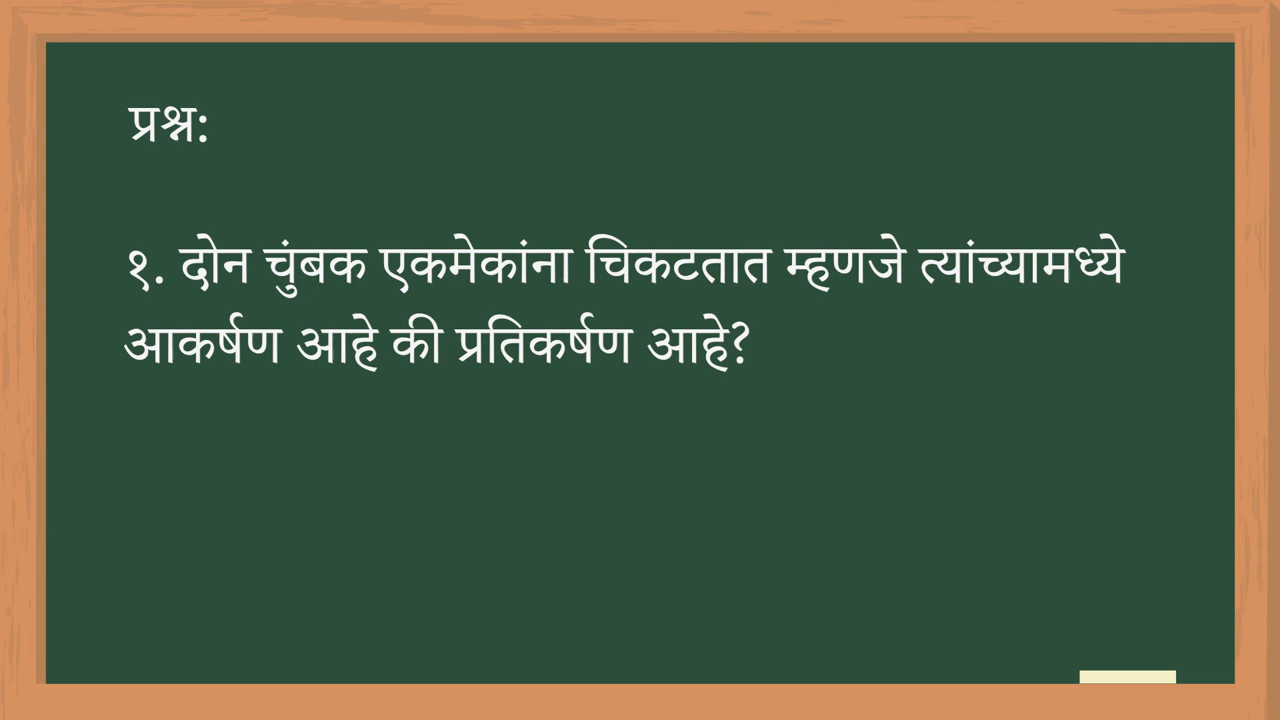 प्रश्न:
१. दोन चुंबक एकमेकांना चिकटतात म्हणजे त्यांच्यामध्ये
आकर्षण आहे की प्रतिकर्षण आहे?